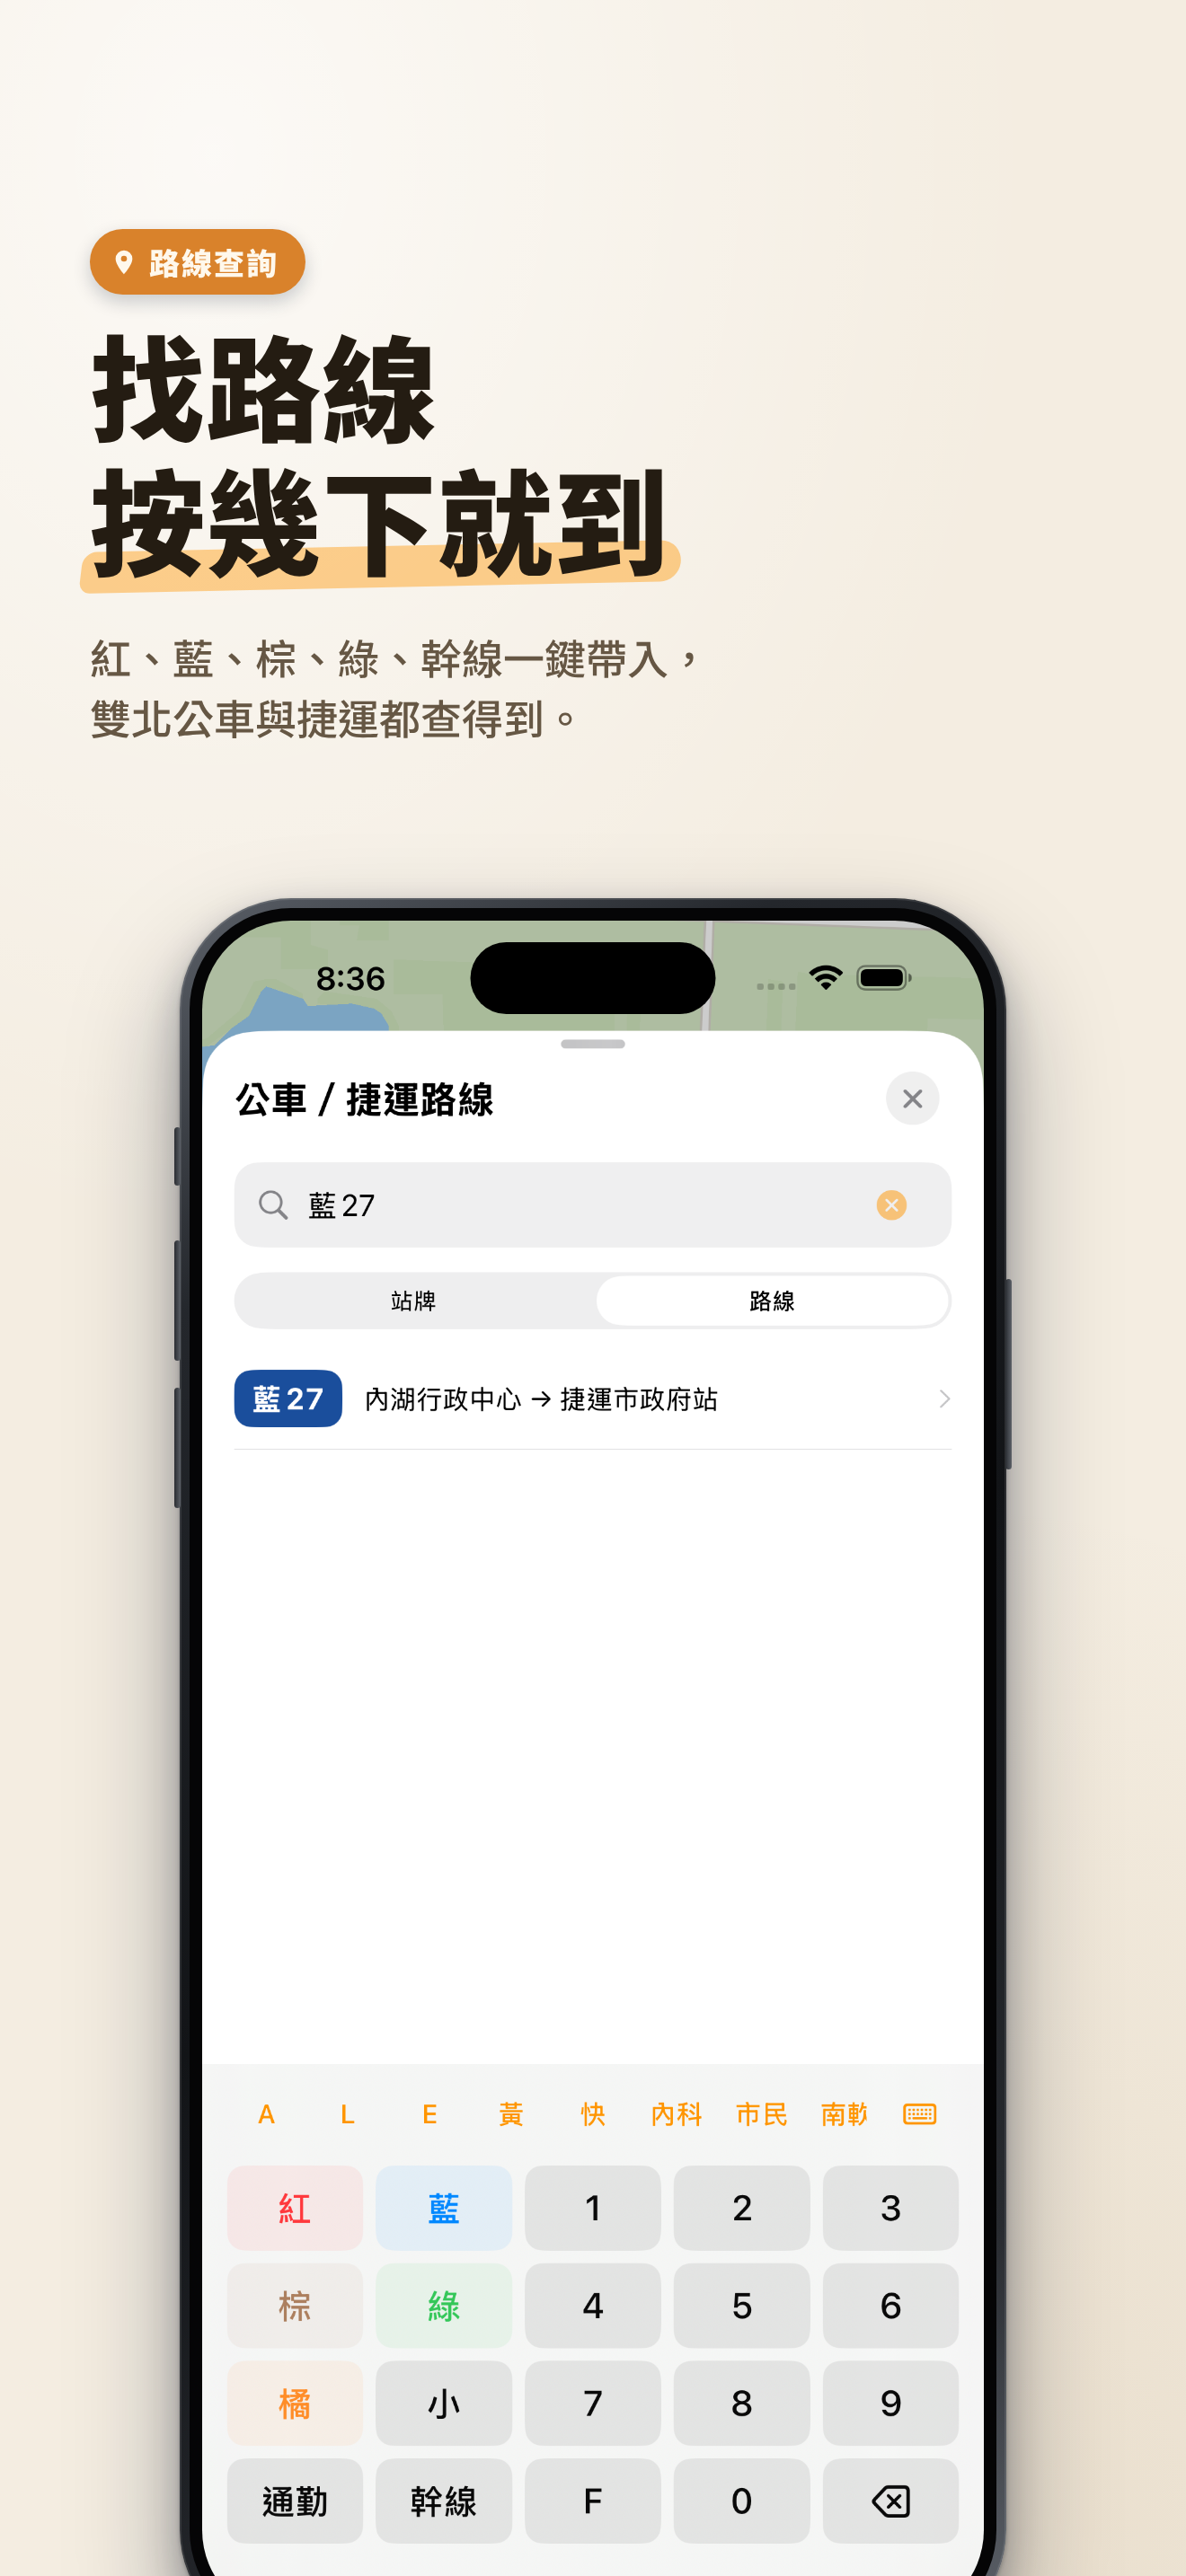 路線查詢
找路線
按幾下就到
紅、藍、棕、綠、幹線一鍵帶入，
雙北公車與捷運都查得到。
8:36
公車 / 捷運路線
藍27
站牌 路線
藍27 內湖行政中心 → 捷運市政府站
A L E 黃 快 內科 市民 南軟
紅 藍 1 2 3
棕 綠 4 5 6
橘 小 7 8 9
通勤 幹線 F 0